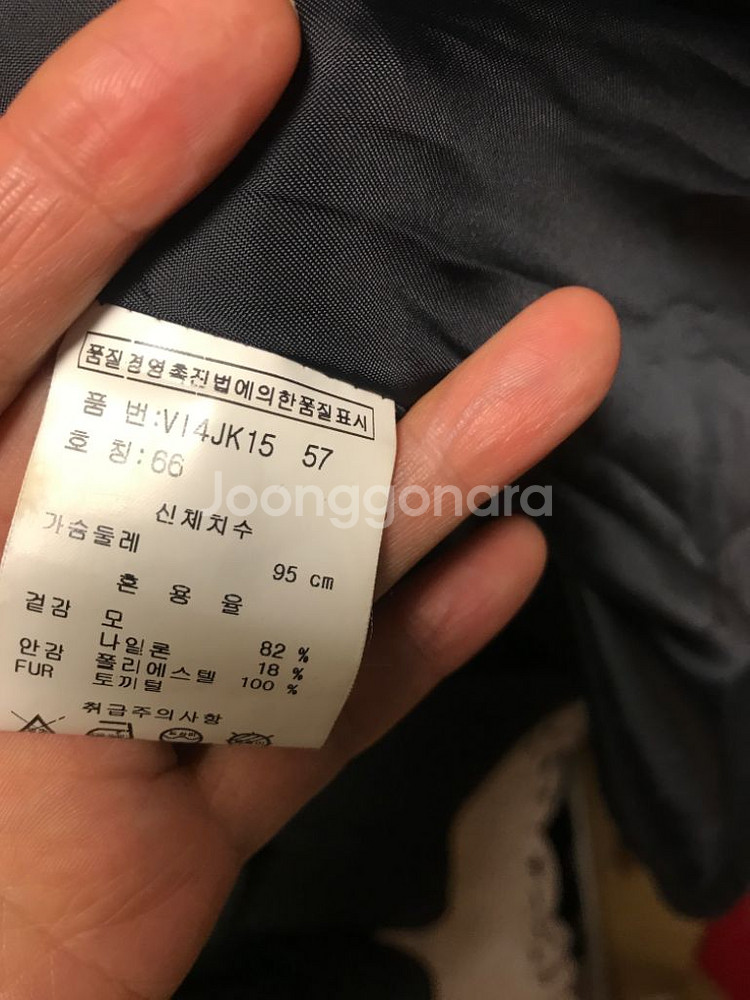 품질경영촉진법에의한품질표시
품 번:VI4JK15 57
호 칭:66
Joonggonara
신체치수
가슴둘레
95 cm
혼 용 율
겉감 모 82 %
나일론 18 %
안감 폴리에스텔 100 %
FUR 토끼털
취급주의사항